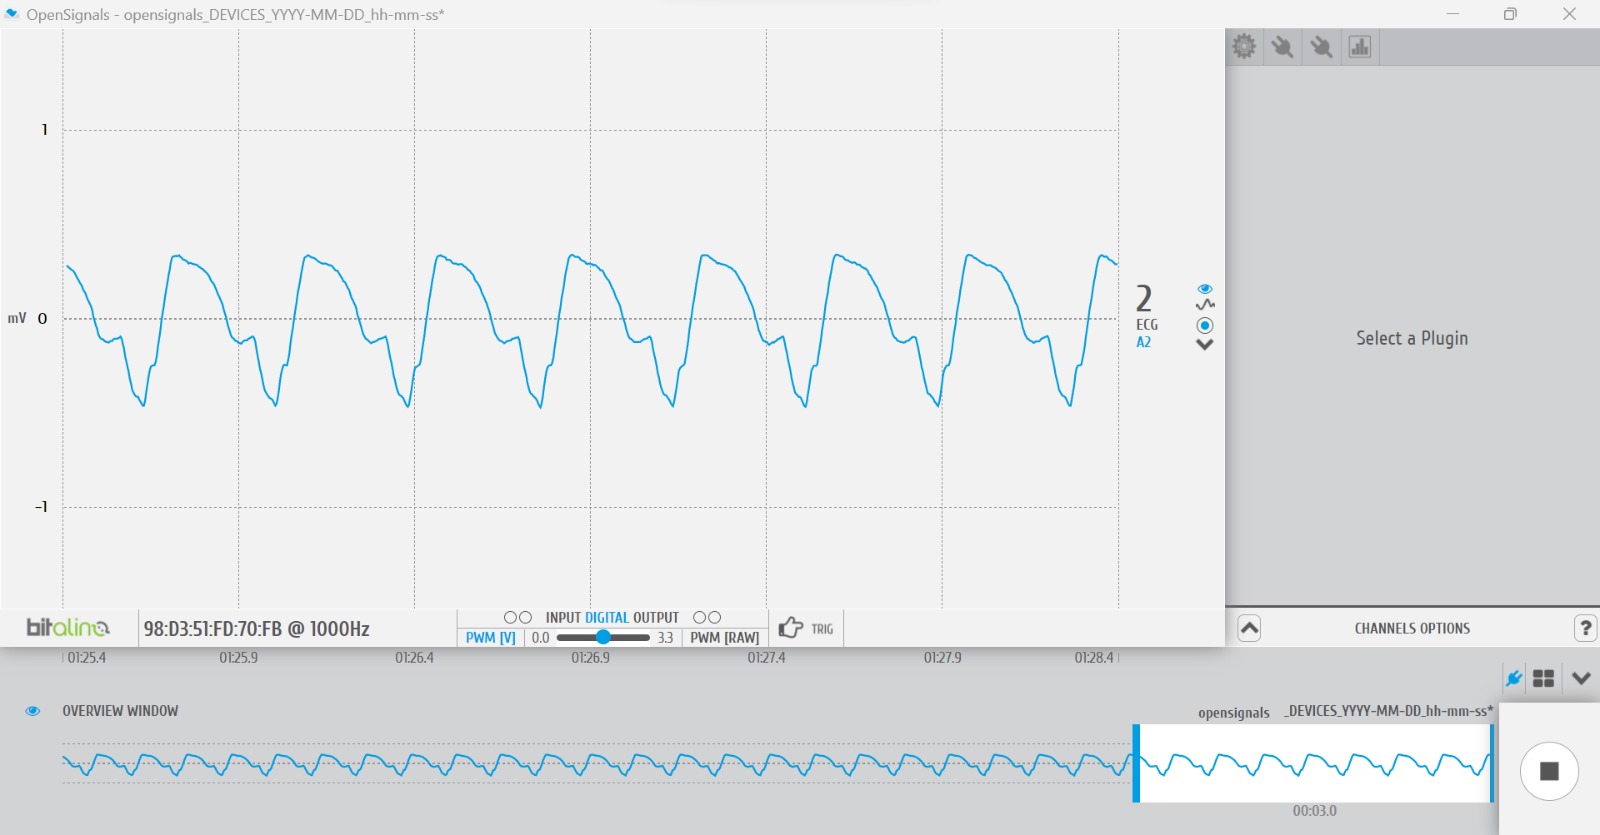 OpenSignals - opensignals_DEVICES_YYYY-MM-DD_hh-mm-ss*
1
mV 0
-1
2
ECG
A2
Select a Plugin
bitalino
98:D3:51:FD:70:FB @ 1000Hz
INPUT DIGITAL OUTPUT
PWM [V] 0.0 3.3 PWM [RAW]
TRIG
CHANNELS OPTIONS
?
01:25.4 01:25.9 01:26.4 01:26.9 01:27.4 01:27.9 01:28.4
OVERVIEW WINDOW
opensignals _DEVICES_YYYY-MM-DD_hh-mm-ss*
00:03.0